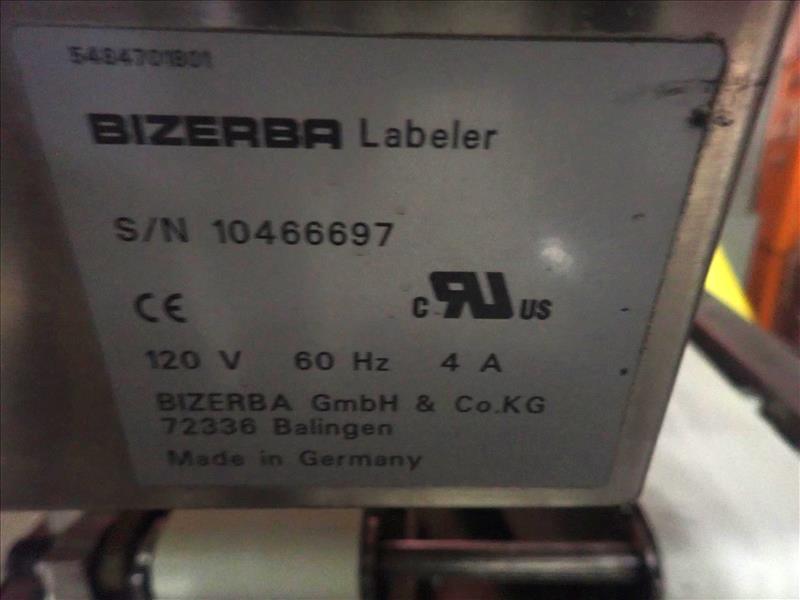 5484701801
BIZERBA Labeler
S/N 10466697
CE c RU US
120 V 60 Hz 4 A
BIZERBA GmbH & Co.KG
72336 Balingen
Made in Germany